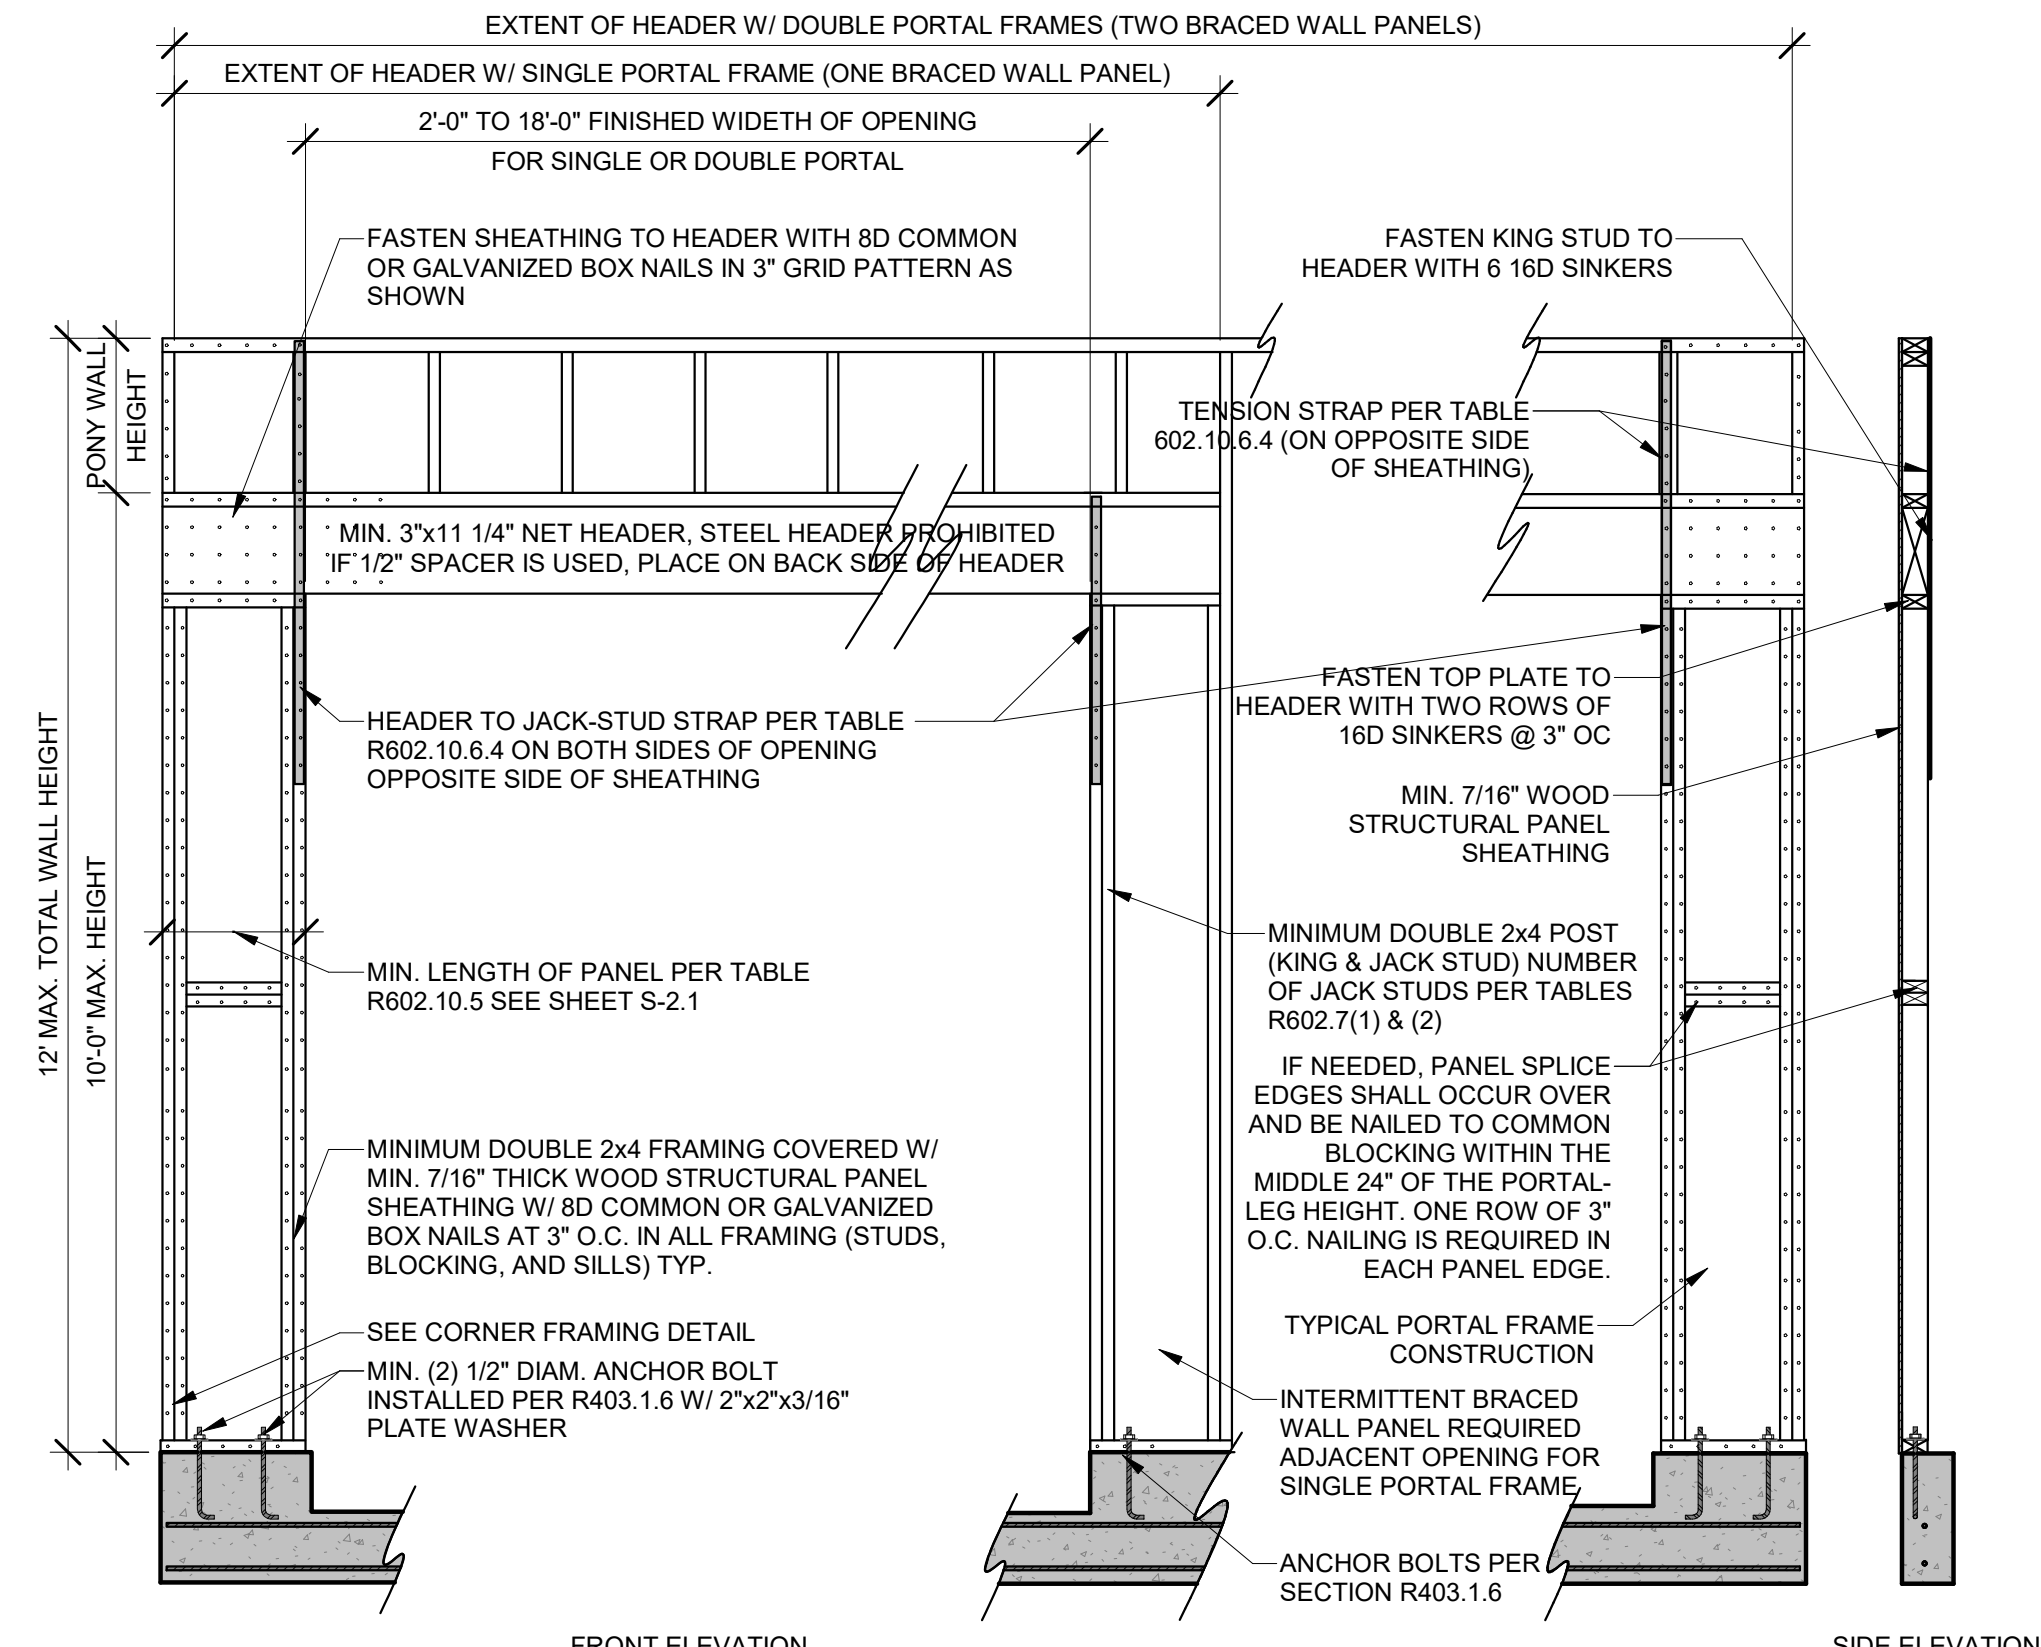 EXTENT OF HEADER W/ DOUBLE PORTAL FRAMES (TWO BRACED WALL PANELS)
EXTENT OF HEADER W/ SINGLE PORTAL FRAME (ONE BRACED WALL PANEL)
2'-0" TO 18'-0" FINISHED WIDETH OF OPENING
FOR SINGLE OR DOUBLE PORTAL
FASTEN SHEATHING TO HEADER WITH 8D COMMON
OR GALVANIZED BOX NAILS IN 3" GRID PATTERN AS
SHOWN
FASTEN KING STUD TO
HEADER WITH 6 16D SINKERS
PONY WALL
HEIGHT
TENSION STRAP PER TABLE
602.10.6.4 (ON OPPOSITE SIDE
OF SHEATHING)
MIN. 3"x11 1/4" NET HEADER, STEEL HEADER PROHIBITED
IF 1/2" SPACER IS USED, PLACE ON BACK SIDE OF HEADER
12' MAX. TOTAL WALL HEIGHT
10'-0" MAX. HEIGHT
HEADER TO JACK-STUD STRAP PER TABLE
R602.10.6.4 ON BOTH SIDES OF OPENING
OPPOSITE SIDE OF SHEATHING
FASTEN TOP PLATE TO
HEADER WITH TWO ROWS OF
16D SINKERS @ 3" OC
MIN. 7/16" WOOD
STRUCTURAL PANEL
SHEATHING
MIN. LENGTH OF PANEL PER TABLE
R602.10.5 SEE SHEET S-2.1
MINIMUM DOUBLE 2x4 POST
(KING & JACK STUD) NUMBER
OF JACK STUDS PER TABLES
R602.7(1) & (2)
IF NEEDED, PANEL SPLICE
EDGES SHALL OCCUR OVER
AND BE NAILED TO COMMON
BLOCKING WITHIN THE
MIDDLE 24" OF THE PORTAL-
LEG HEIGHT. ONE ROW OF 3"
O.C. NAILING IS REQUIRED IN
EACH PANEL EDGE.
MINIMUM DOUBLE 2x4 FRAMING COVERED W/
MIN. 7/16" THICK WOOD STRUCTURAL PANEL
SHEATHING W/ 8D COMMON OR GALVANIZED
BOX NAILS AT 3" O.C. IN ALL FRAMING (STUDS,
BLOCKING, AND SILLS) TYP.
SEE CORNER FRAMING DETAIL
MIN. (2) 1/2" DIAM. ANCHOR BOLT
INSTALLED PER R403.1.6 W/ 2"x2"x3/16"
PLATE WASHER
TYPICAL PORTAL FRAME
CONSTRUCTION
INTERMITTENT BRACED
WALL PANEL REQUIRED
ADJACENT OPENING FOR
SINGLE PORTAL FRAME
ANCHOR BOLTS PER
SECTION R403.1.6
FRONT ELEVATION
SIDE ELEVATION